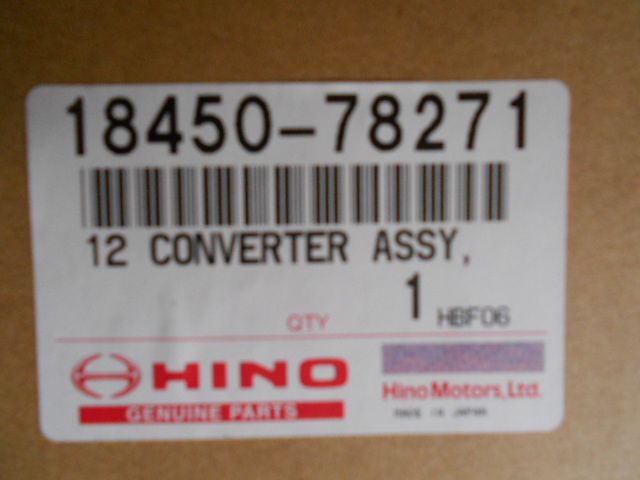 18450-78271
12 CONVERTER ASSY,
QTY 1 HBF06
HINO
GENUINE PARTS
Hino Motors, Ltd.
MADE IN JAPAN